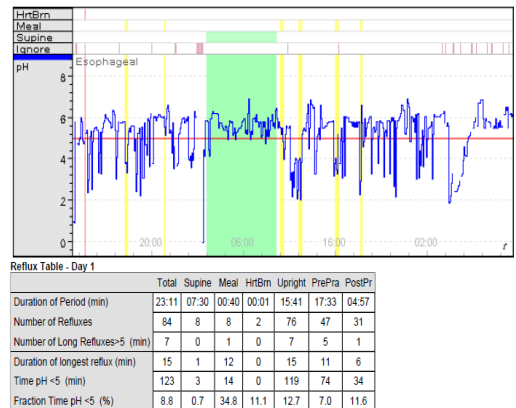 HrtBrn
Meal
Supine
Ignore
pH
Esophageal
8
6
4
2
0
20:00 06:00 16:00 02:00 t
Reflux Table - Day 1
Total Supine Meal HrtBrn Upright PrePra PostPr
Duration of Period (min) 23:11 07:30 00:40 00:01 15:41 17:33 04:57
Number of Refluxes 84 8 8 2 76 47 31
Number of Long Refluxes>5 (min) 7 0 1 0 7 5 1
Duration of longest reflux (min) 15 1 12 0 15 11 6
Time pH <5 (min) 123 3 14 0 119 74 34
Fraction Time pH <5 (%) 8.8 0.7 34.8 11.1 12.7 7.0 11.6